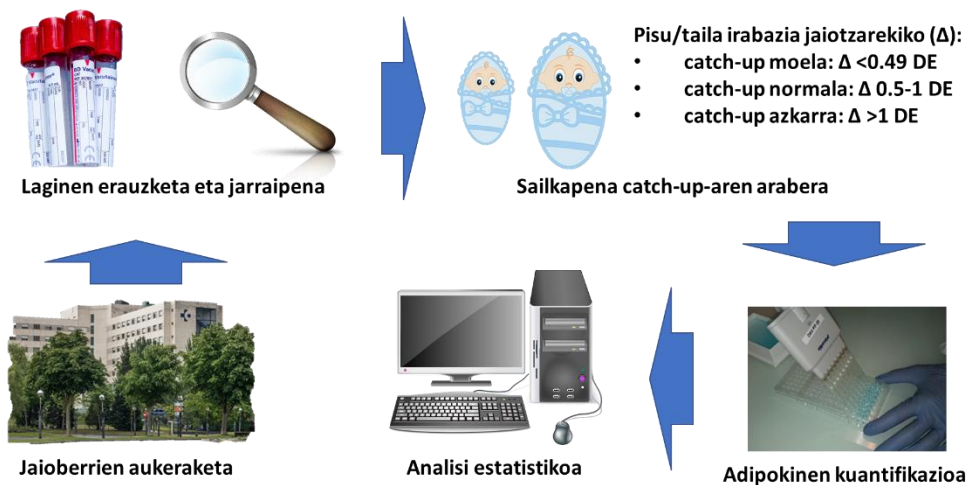 Pisu/taila irabazia jaiotzarekiko (Δ):
• catch-up moela: Δ <0.49 DE
• catch-up normala: Δ 0.5-1 DE
• catch-up azkarra: Δ >1 DE
Laginen erauzketa eta jarraipena
Sailkapena catch-up-aren arabera
Jaioberrien aukeraketa
Analisi estatistikoa
Adipokinen kuantifikazioa